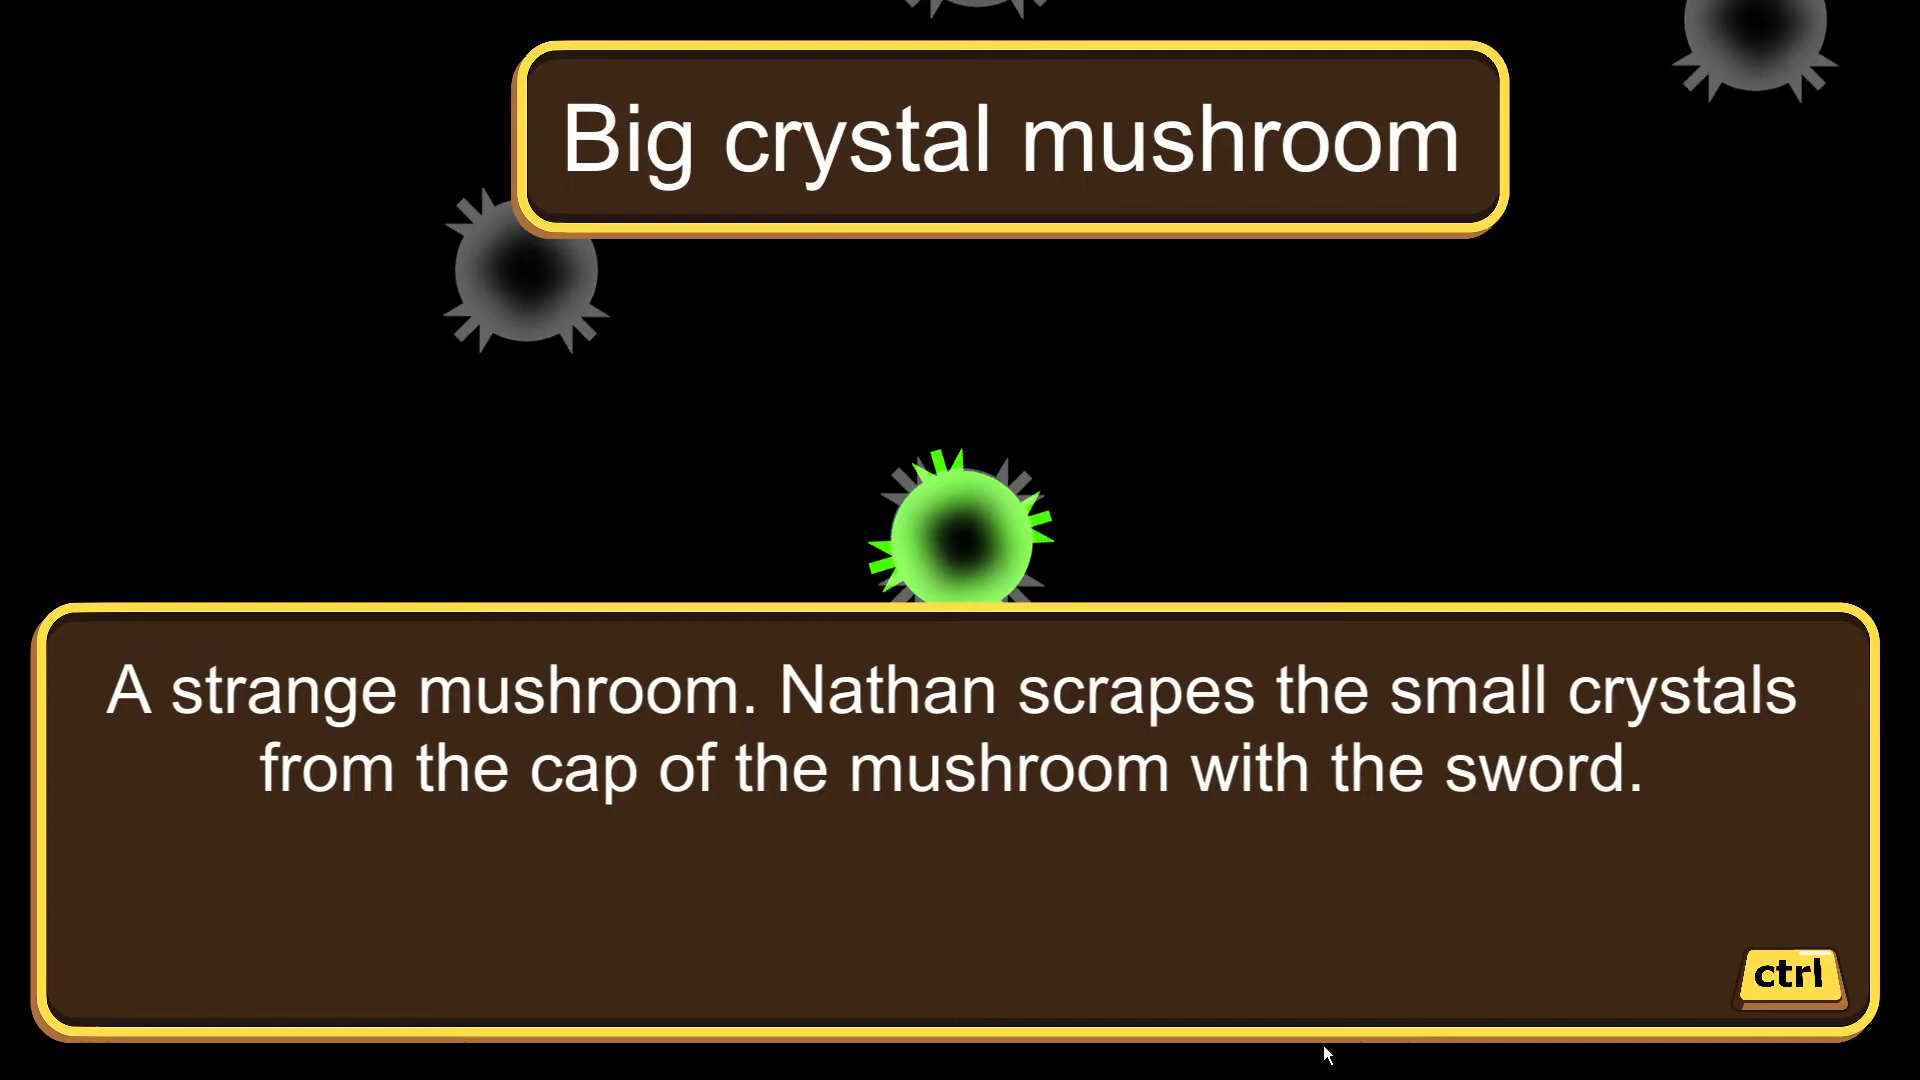 Big crystal mushroom
A strange mushroom. Nathan scrapes the small crystals
from the cap of the mushroom with the sword.
ctrl